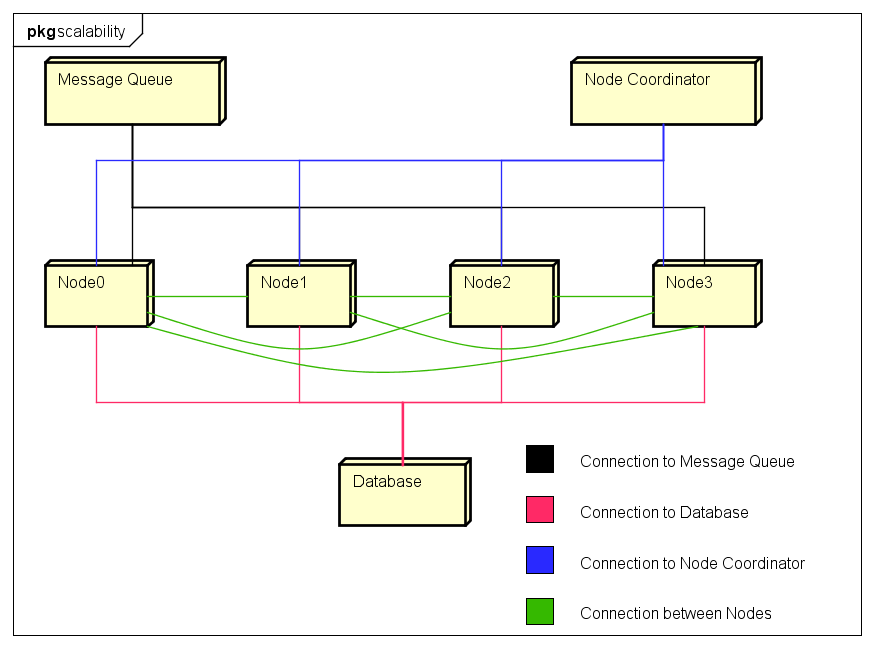 pkg scalability
Message Queue
Node Coordinator
Node0
Node1
Node2
Node3
Database
Connection to Message Queue
Connection to Database
Connection to Node Coordinator
Connection between Nodes